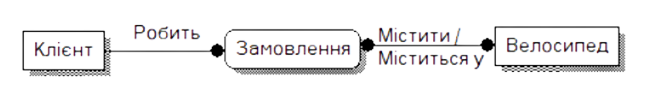 Клієнт
Робить
Замовлення
Містити /
Міститься у
Велосипед